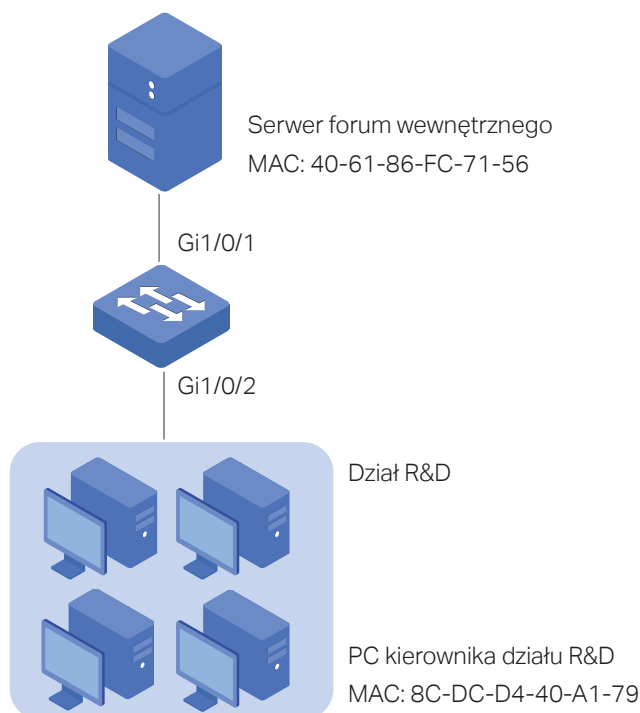 Serwer forum wewnętrznego
MAC: 40-61-86-FC-71-56
Gi1/0/1
Gi1/0/2
Dział R&D
PC kierownika działu R&D
MAC: 8C-DC-D4-40-A1-79